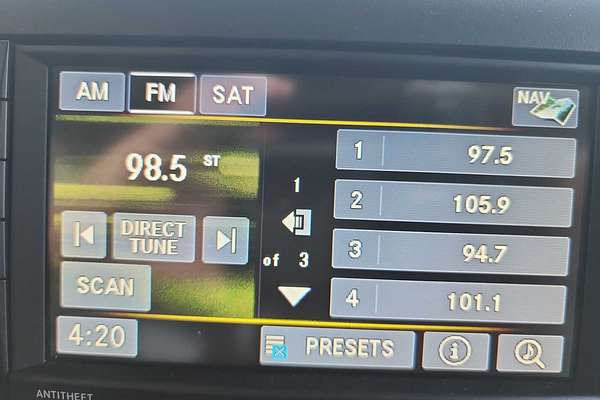 AM FM SAT NAV
98.5 ST
DIRECT
TUNE
SCAN
4:20
1
of 3
1 97.5
2 105.9
3 94.7
4 101.1
PRESETS
i
ANTITHEFT